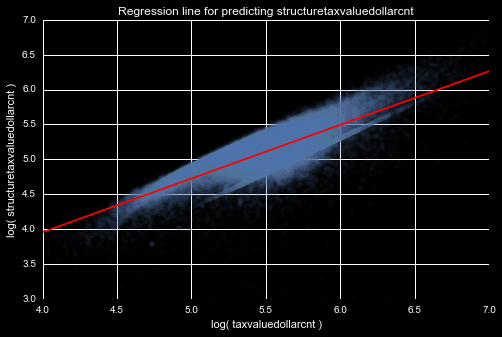 Regression line for predicting structuretaxvaluedollarcnt
7.0
6.5
6.0
5.5
5.0
4.5
4.0
3.5
3.0
log( structuretaxvaluedollarcnt )
4.0 4.5 5.0 5.5 6.0 6.5 7.0
log( taxvaluedollarcnt )